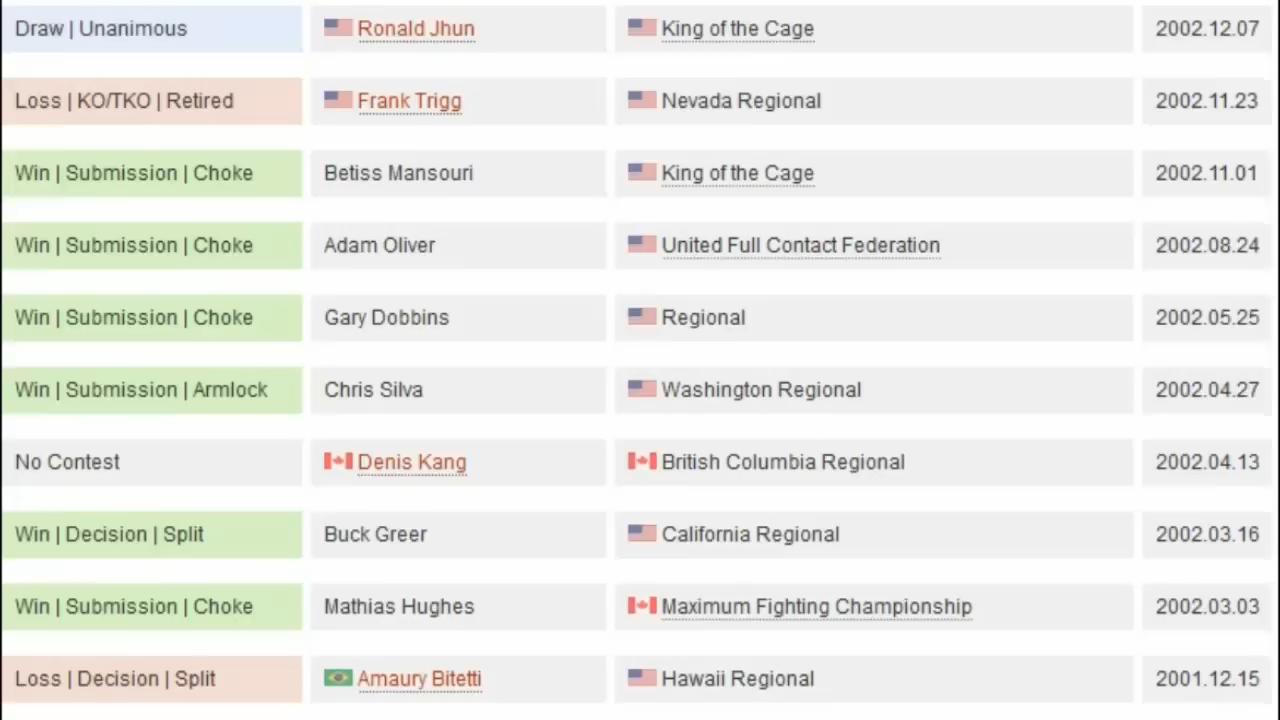 Draw | Unanimous Ronald Jhun King of the Cage 2002.12.07
Loss | KO/TKO | Retired Frank Trigg Nevada Regional 2002.11.23
Win | Submission | Choke Betiss Mansouri King of the Cage 2002.11.01
Win | Submission | Choke Adam Oliver United Full Contact Federation 2002.08.24
Win | Submission | Choke Gary Dobbins Regional 2002.05.25
Win | Submission | Armlock Chris Silva Washington Regional 2002.04.27
No Contest Denis Kang British Columbia Regional 2002.04.13
Win | Decision | Split Buck Greer California Regional 2002.03.16
Win | Submission | Choke Mathias Hughes Maximum Fighting Championship 2002.03.03
Loss | Decision | Split Amaury Bitetti Hawaii Regional 2001.12.15